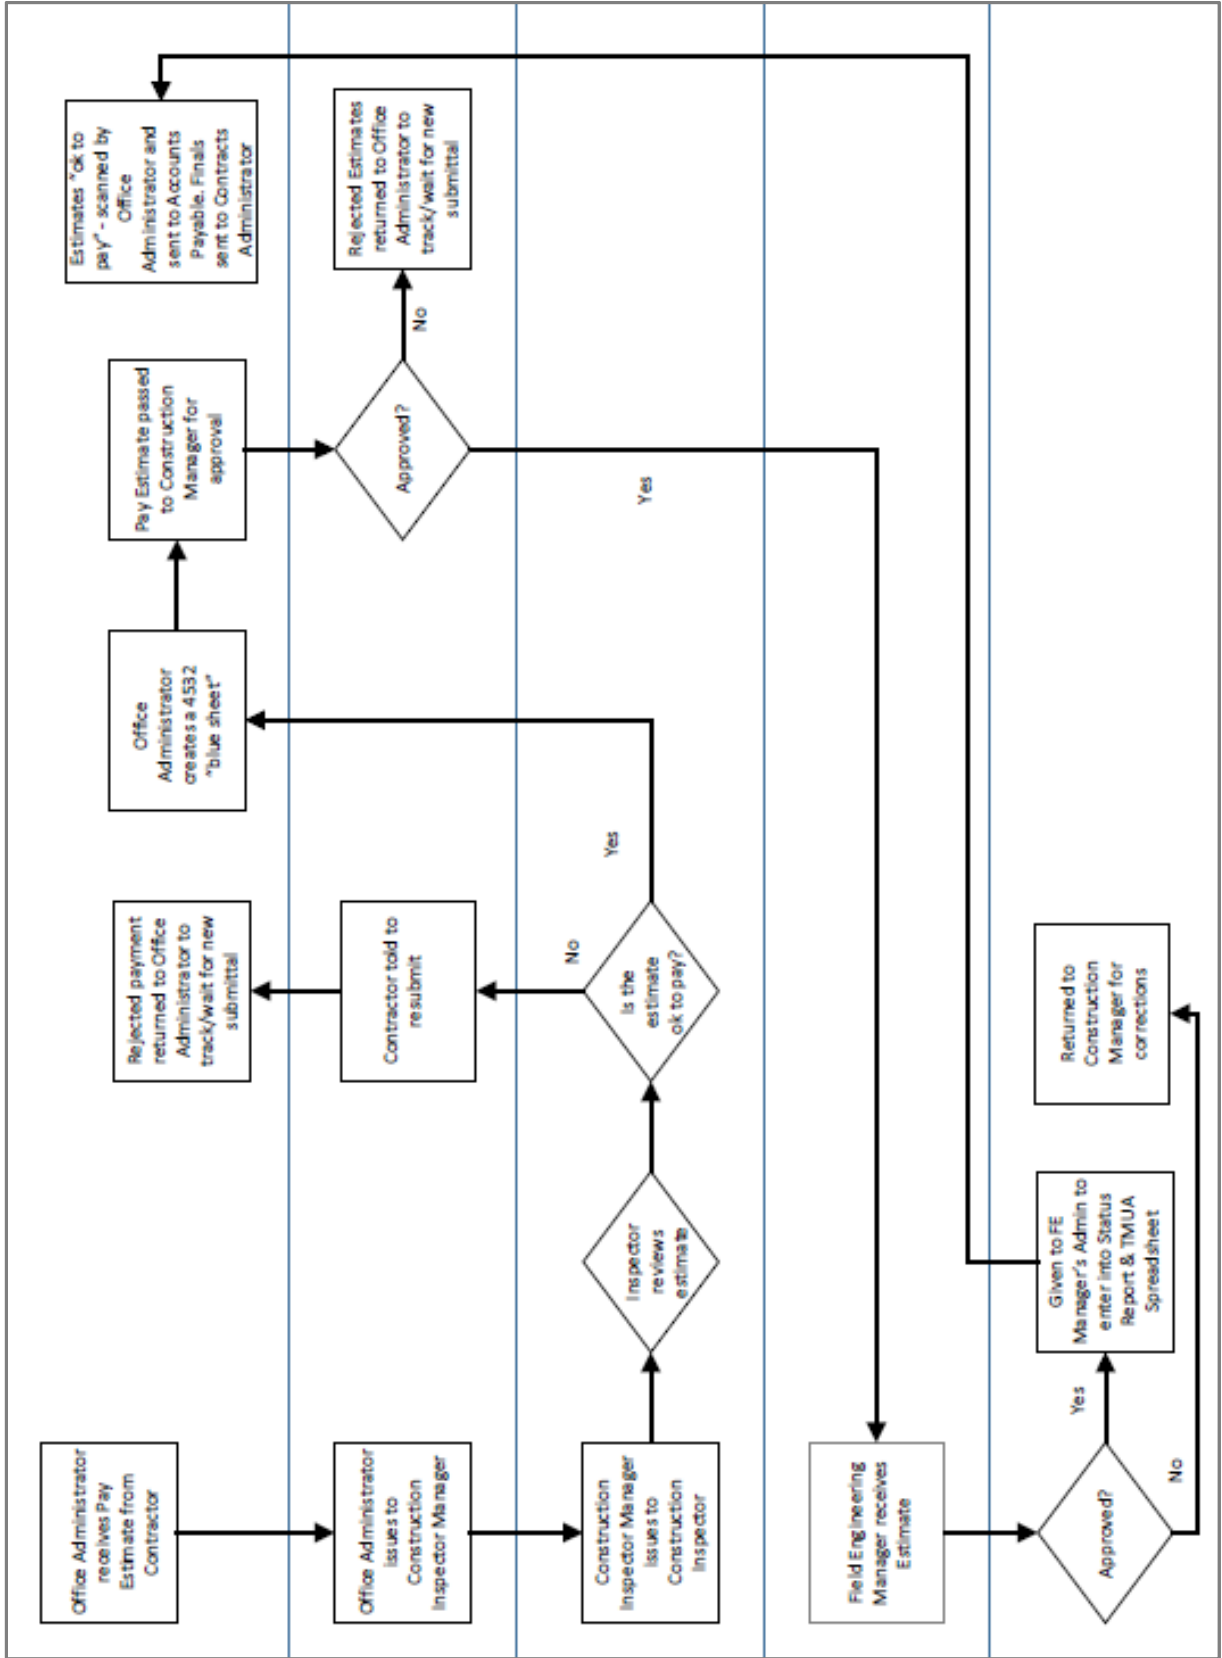 Office Administrator
receives Pay
Estimate from
Contractor
Office Administrator
issues to
Construction
Inspector Manager
Construction
Inspector Manager
issues to
Construction
Inspector
Inspector
reviews
estimate
Is the
estimate
ok to pay?
No
Contractor told to
resubmit
Rejected payment
returned to Office
Administrator to
track/wait for new
submittal
Yes
Office
Administrator
creates a 4532
"blue sheet"
Pay Estimate passed
to Construction
Manager for
approval
Approved?
No
Rejected Estimates
returned to Office
Administrator to
track/wait for new
submittal
Yes
Field Engineering
Manager receives
Estimate
Approved?
Yes
Given to FE
Manager's Admin to
enter into Status
Report & TMUA
Spreadsheet
No
Returned to
Construction
Manager for
corrections
Estimates "ok to
pay" - scanned by
Office
Administrator and
sent to Accounts
Payable. Finals
sent to Contracts
Administrator